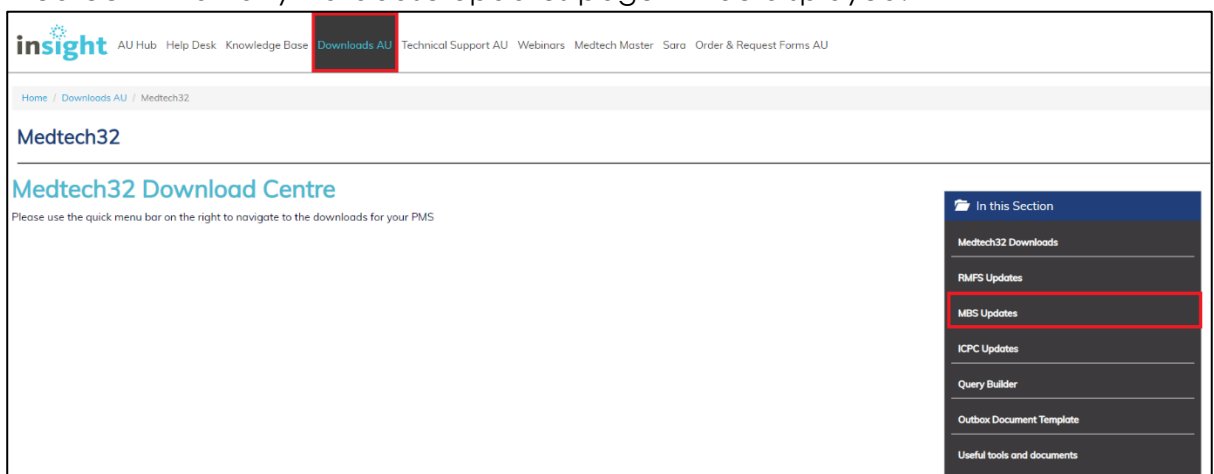 insight AU Hub Help Desk Knowledge Base Downloads AU Technical Support AU Webinars Medtech Master Sara Order & Request Forms AU
Home / Downloads AU / Medtech32
Medtech32
Medtech32 Download Centre
Please use the quick menu bar on the right to navigate to the downloads for your PMS
In this Section
Medtech32 Downloads
RMFS Updates
MBS Updates
ICPC Updates
Query Builder
Outbox Document Template
Useful tools and documents